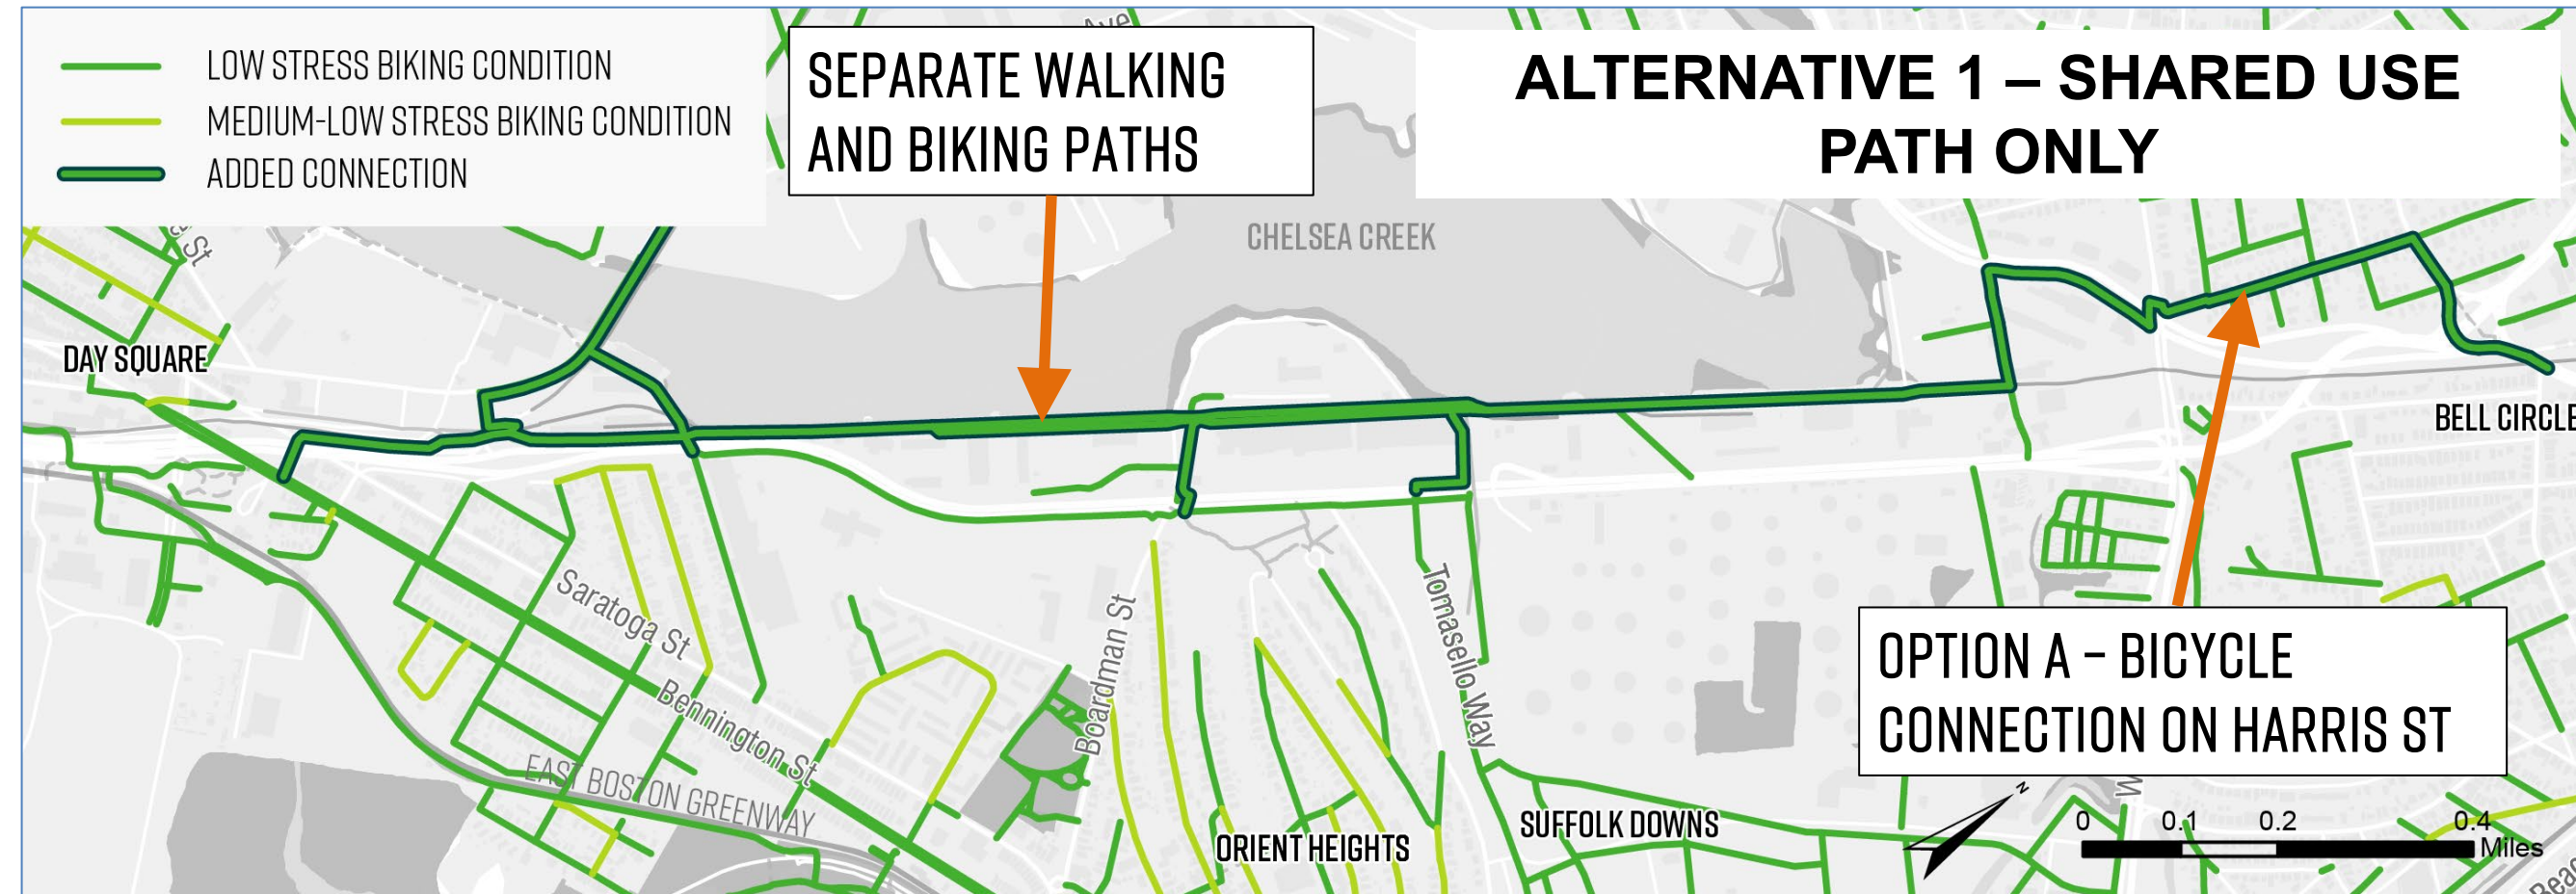 LOW STRESS BIKING CONDITION
MEDIUM-LOW STRESS BIKING CONDITION
ADDED CONNECTION
Ave
SEPARATE WALKING
AND BIKING PATHS
ALTERNATIVE 1 – SHARED USE
PATH ONLY
St
CHELSEA CREEK
DAY SQUARE
BELL CIRCLE
Saratoga St
Bennington St
Boardman St
Tomasello Way
EAST BOSTON GREENWAY
ORIENT HEIGHTS
SUFFOLK DOWNS
OPTION A – BICYCLE
CONNECTION ON HARRIS ST
N
0 0.1 0.2 0.4
Miles